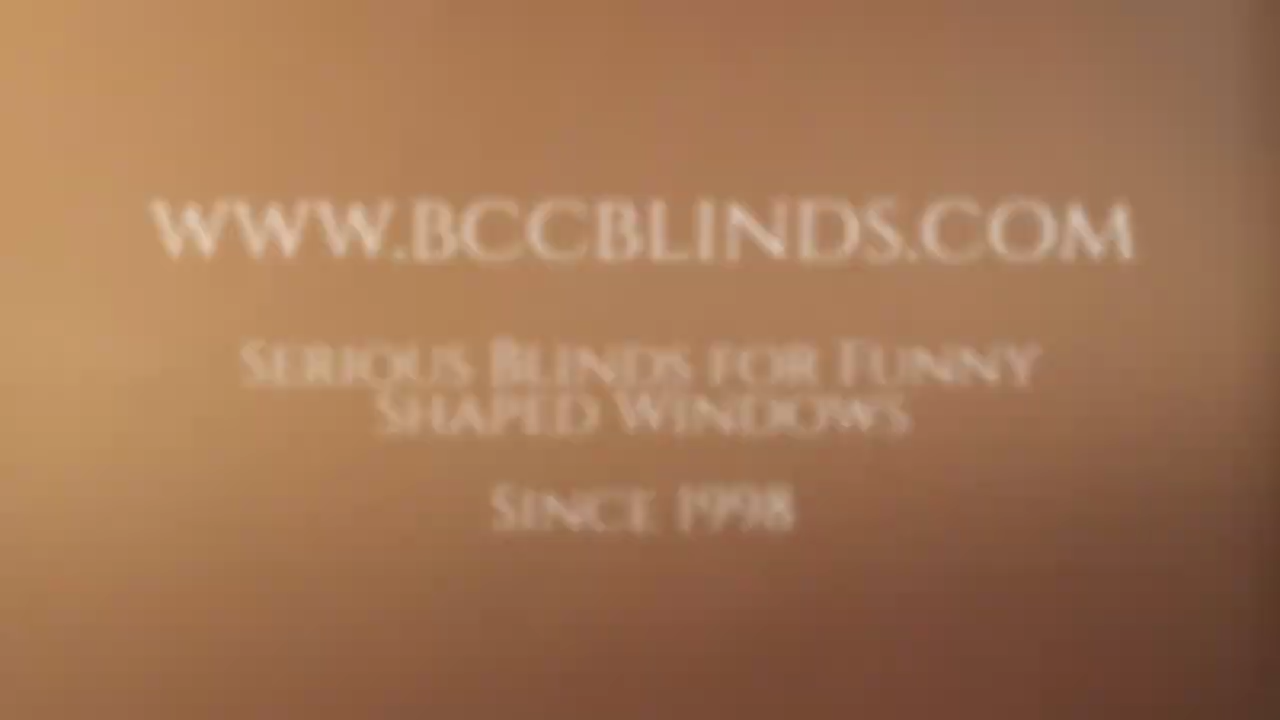 WWW.BCCBLINDS.COM
SERIOUS BLINDS FOR FUNNY
SHAPED WINDOWS
SINCE 1998